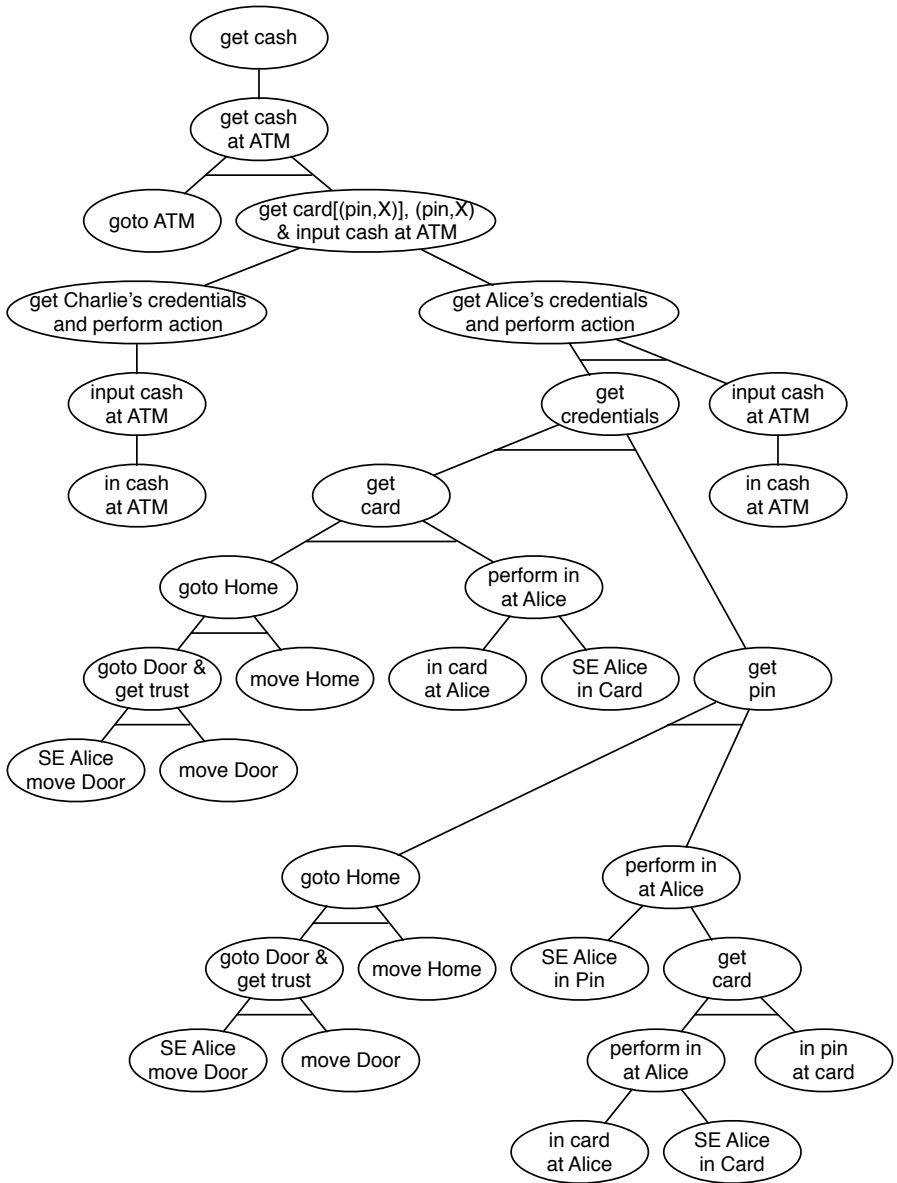 get cash
get cash
at ATM
goto ATM
get card[(pin,X)], (pin,X)
& input cash at ATM
get Charlie's credentials
and perform action
get Alice's credentials
and perform action
input cash
at ATM
get
credentials
input cash
at ATM
in cash
at ATM
get
card
in cash
at ATM
goto Home
perform in
at Alice
goto Door &
get trust
move Home
in card
at Alice
SE Alice
in Card
get
pin
SE Alice
move Door
move Door
goto Home
perform in
at Alice
goto Door &
get trust
move Home
SE Alice
in Pin
get
card
SE Alice
move Door
move Door
perform in
at Alice
in pin
at card
in card
at Alice
SE Alice
in Card